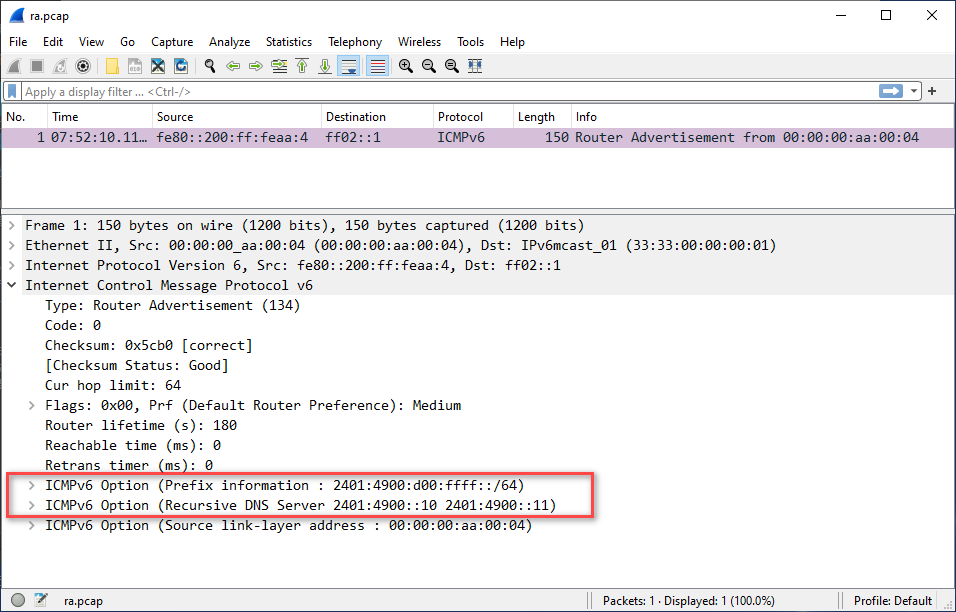 ra.pcap
File Edit View Go Capture Analyze Statistics Telephony Wireless Tools Help
Apply a display filter ... <Ctrl-/>
No. Time Source Destination Protocol Length Info
1 07:52:10.11… fe80::200:ff:feaa:4 ff02::1 ICMPv6 150 Router Advertisement from 00:00:00:aa:00:04
Frame 1: 150 bytes on wire (1200 bits), 150 bytes captured (1200 bits)
Ethernet II, Src: 00:00:00_aa:00:04 (00:00:00:aa:00:04), Dst: IPv6mcast_01 (33:33:00:00:00:01)
Internet Protocol Version 6, Src: fe80::200:ff:feaa:4, Dst: ff02::1
Internet Control Message Protocol v6
Type: Router Advertisement (134)
Code: 0
Checksum: 0x5cb0 [correct]
[Checksum Status: Good]
Cur hop limit: 64
Flags: 0x00, Prf (Default Router Preference): Medium
Router lifetime (s): 180
Reachable time (ms): 0
Retrans timer (ms): 0
ICMPv6 Option (Prefix information : 2401:4900:d00:ffff::/64)
ICMPv6 Option (Recursive DNS Server 2401:4900::10 2401:4900::11)
ICMPv6 Option (Source link-layer address : 00:00:00:aa:00:04)
ra.pcap Packets: 1 · Displayed: 1 (100.0%) Profile: Default